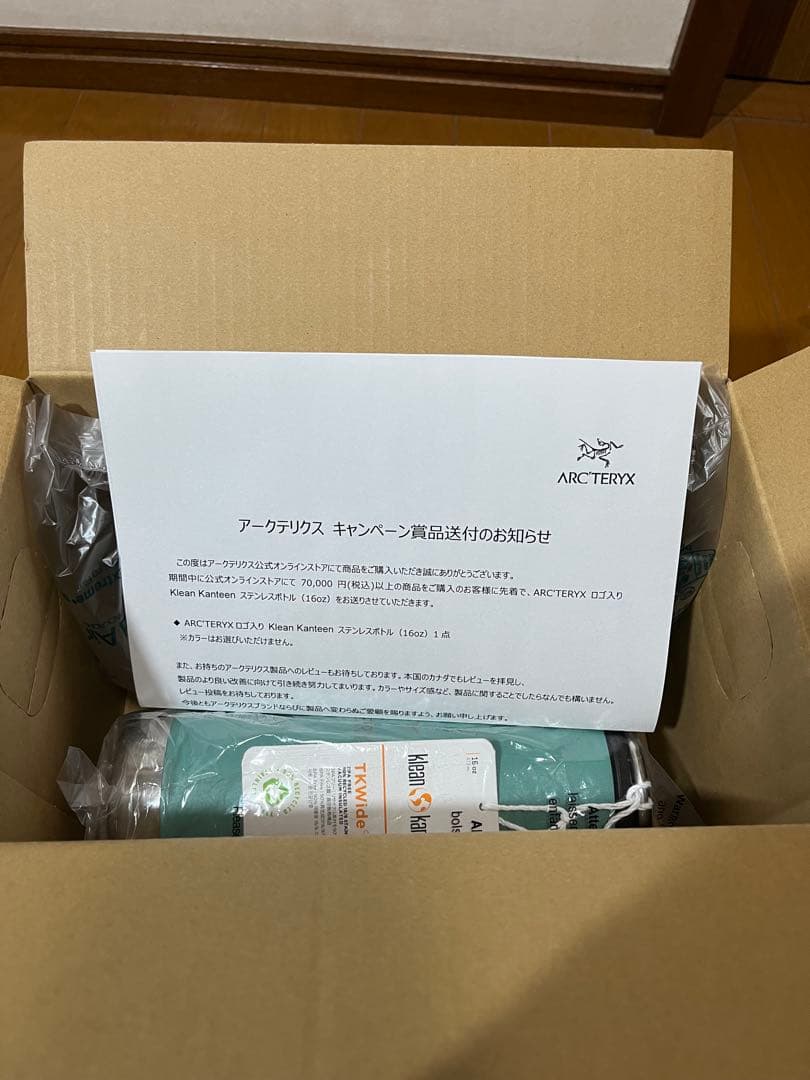 ARC'TERYX
アークテリクス キャンペーン賞品送付のお知らせ
この度はアークテリクス公式オンラインストアにて商品をご購入いただき誠にありがとうございます。
期間中に公式オンラインストアにて 70,000 円(税込)以上の商品をご購入のお客様に先着で、ARC'TERYX ロゴ入り
Klean Kanteen ステンレスボトル（16oz）をお送りさせていただきます。
◆ ARC'TERYXロゴ入り Klean Kanteen ステンレスボトル（16oz）1 点
※カラーはお選びいただけません。
また、お持ちのアークテリクス製品へのレビューもお待ちしております。本国のカナダでもレビューを拝見し、
製品のより良い改善に向けて引き続き努力してまいります。カラーやサイズ感など、製品に関することでしたらなんでも構いません。
レビュー投稿をお待ちしております。
今後ともアークテリクスブランドならびに製品へ変わらぬご愛顧を賜りますよう、お願い申し上げます。
klean
kan
TKWide
16 oz